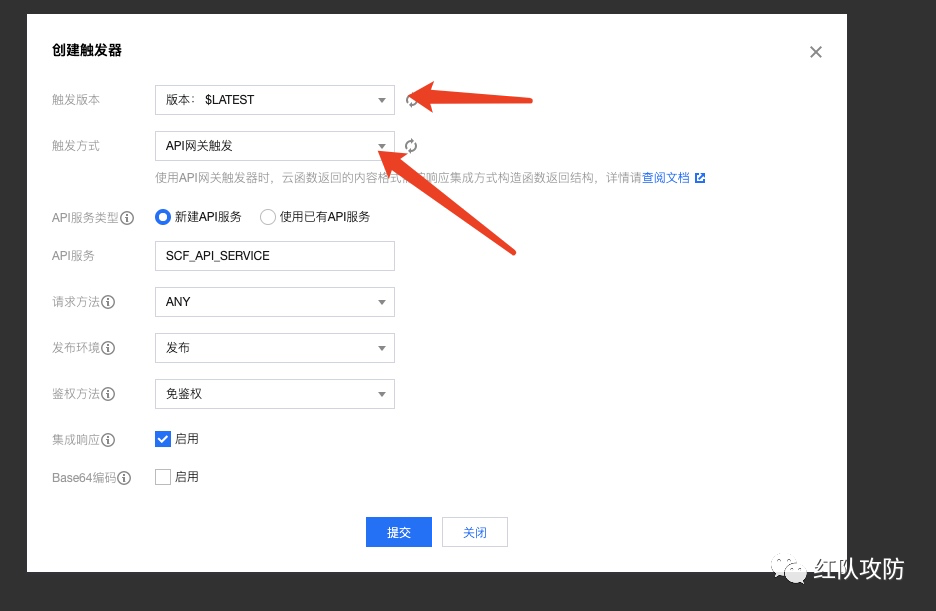 创建触发器
触发版本 版本： $LATEST
触发方式 API网关触发
使用API网关触发器时，云函数返回的内容格式 响应集成方式构造函数返回结构，详情请查阅文档
API服务类型 新建API服务 使用已有API服务
API服务 SCF_API_SERVICE
请求方法 ANY
发布环境 发布
鉴权方法 免鉴权
集成响应 启用
Base64编码 启用
提交 关闭
红队攻防